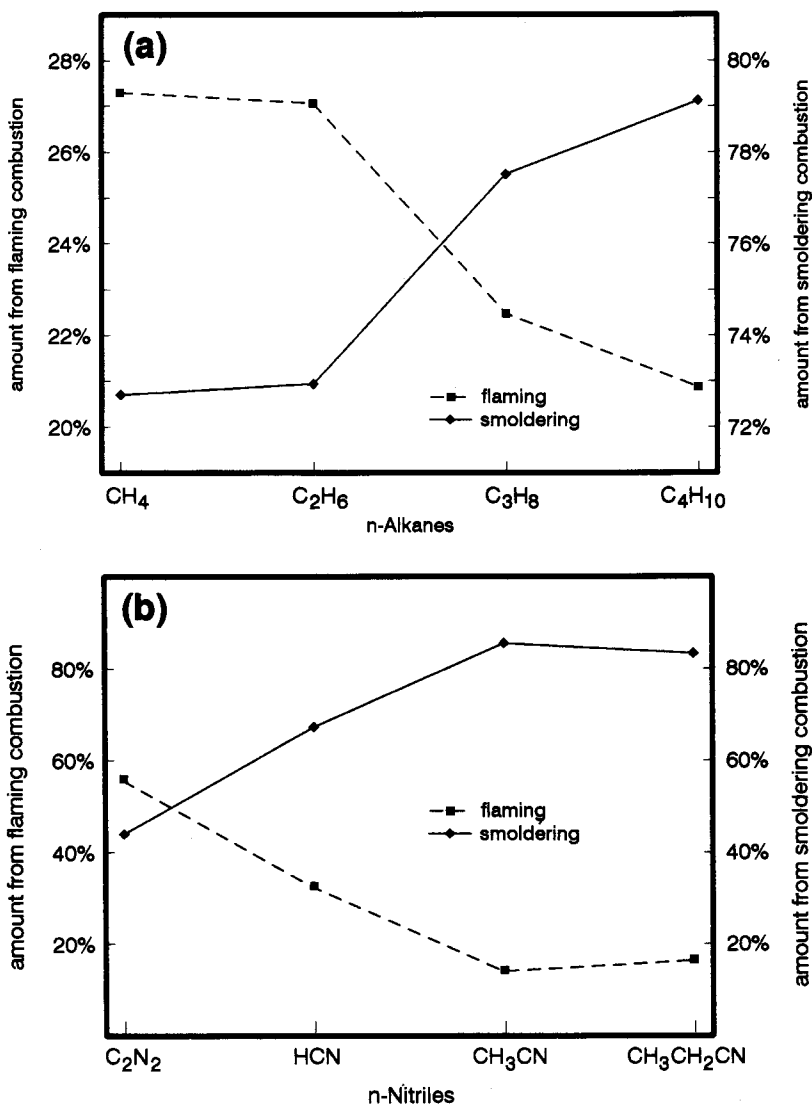 (a)
amount from flaming combustion
28%
26%
24%
22%
20%
80%
78%
76%
74%
72%
amount from smoldering combustion
flaming
smoldering
CH₄ C₂H₆ C₃H₈ C₄H₁₀
n-Alkanes
(b)
amount from flaming combustion
80%
60%
40%
20%
80%
60%
40%
20%
amount from smoldering combustion
flaming
smoldering
C₂N₂ HCN CH₃CN CH₃CH₂CN
n-Nitriles